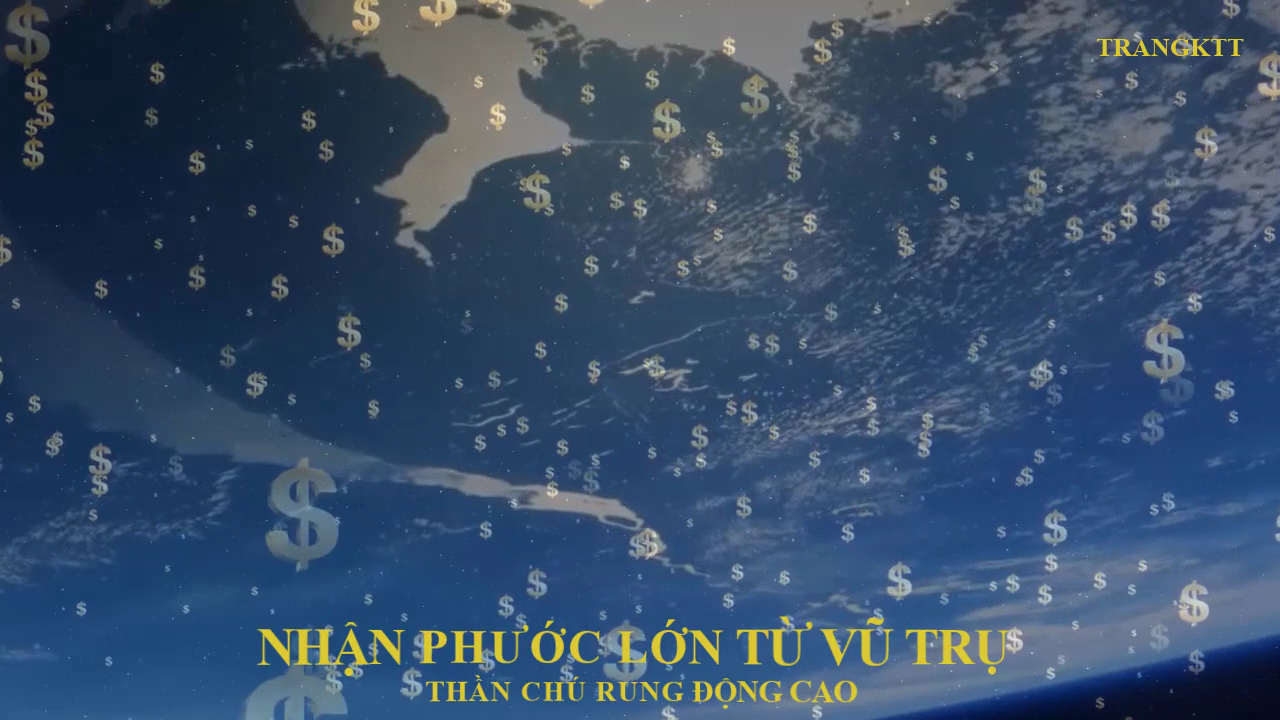 TRANGKTT
NHẬN PHƯỚC LỚN TỪ VŨ TRỤ
THẦN CHÚ RUNG ĐỘNG CAO